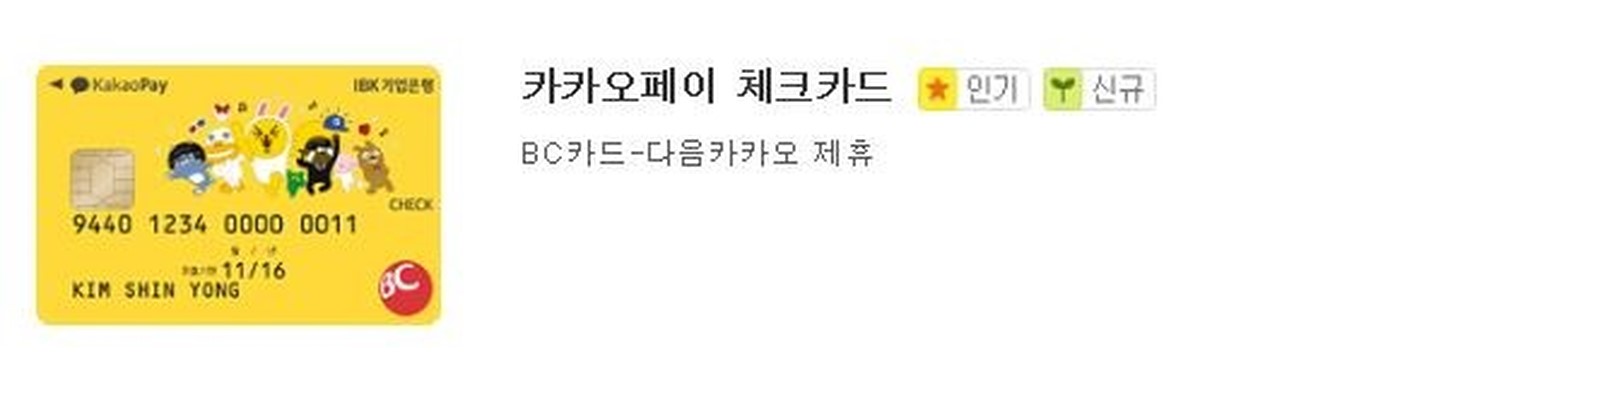 KakaoPay IBK기업은행
카카오페이 체크카드 인기 신규
BC카드-다음카카오 제휴
CHECK
9440 1234 0000 0011
월 / 년
11/16
KIM SHIN YONG
BC